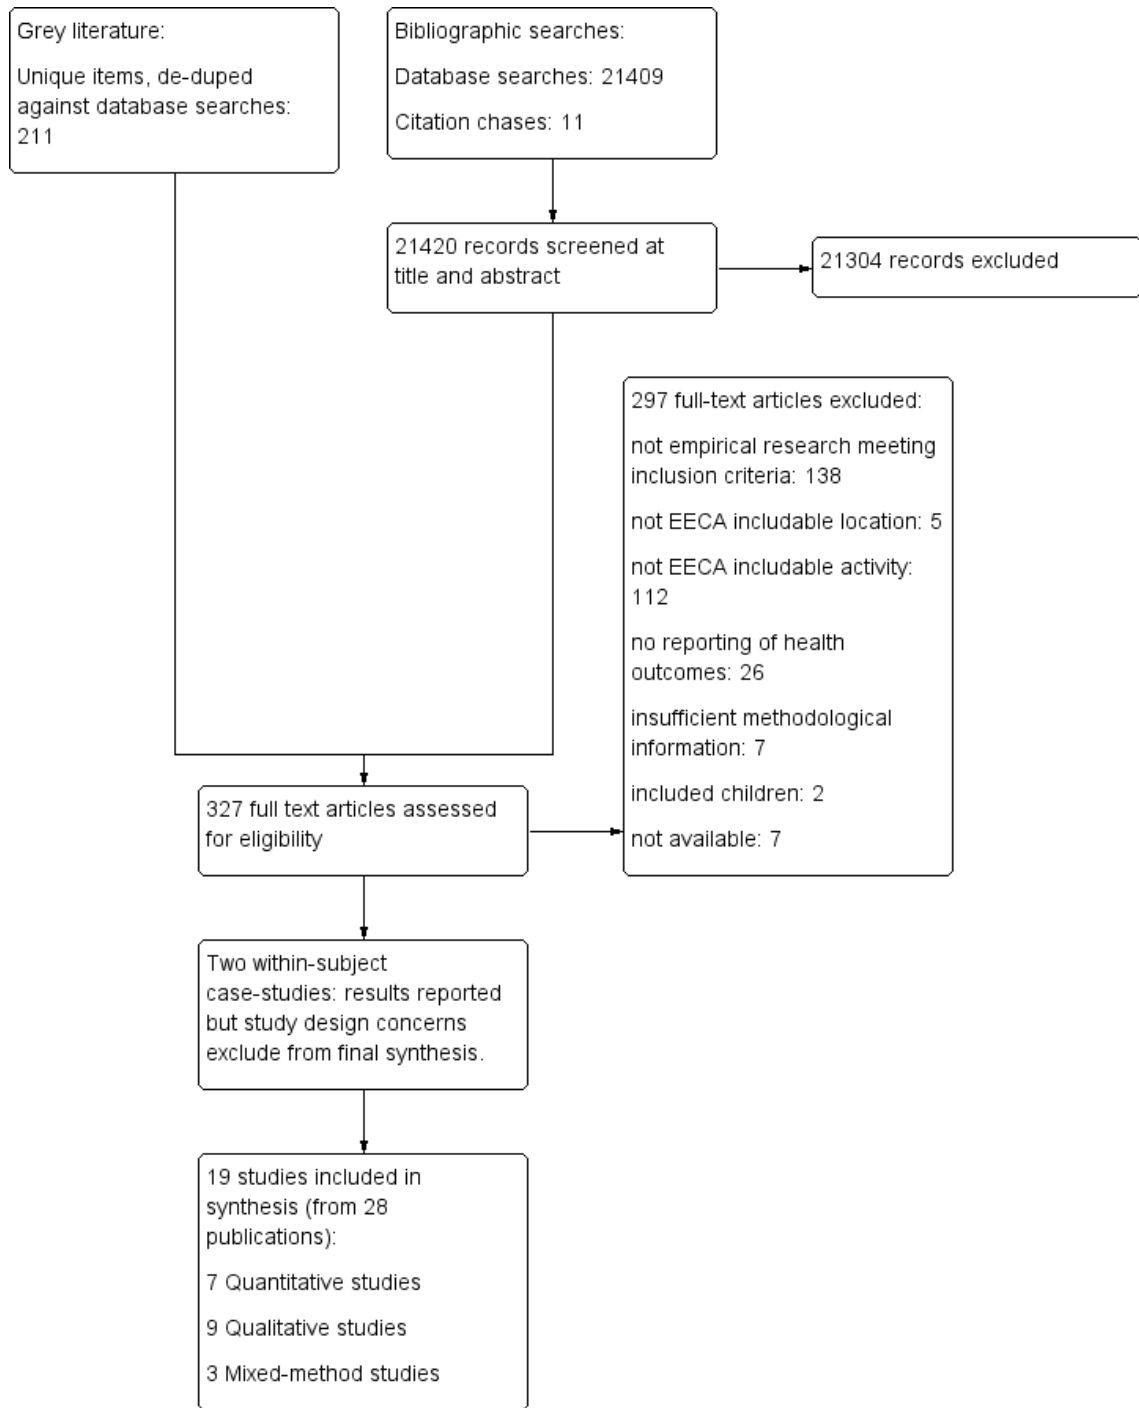 Grey literature:
Unique items, de-duped
against database searches:
211
Bibliographic searches:
Database searches: 21409
Citation chases: 11
21420 records screened at
title and abstract
21304 records excluded
297 full-text articles excluded:
not empirical research meeting
inclusion criteria: 138
not EECA includable location: 5
not EECA includable activity:
112
no reporting of health
outcomes: 26
insufficient methodological
information: 7
included children: 2
not available: 7
327 full text articles assessed
for eligibility
Two within-subject
case-studies: results reported
but study design concerns
exclude from final synthesis.
19 studies included in
synthesis (from 28
publications):
7 Quantitative studies
9 Qualitative studies
3 Mixed-method studies